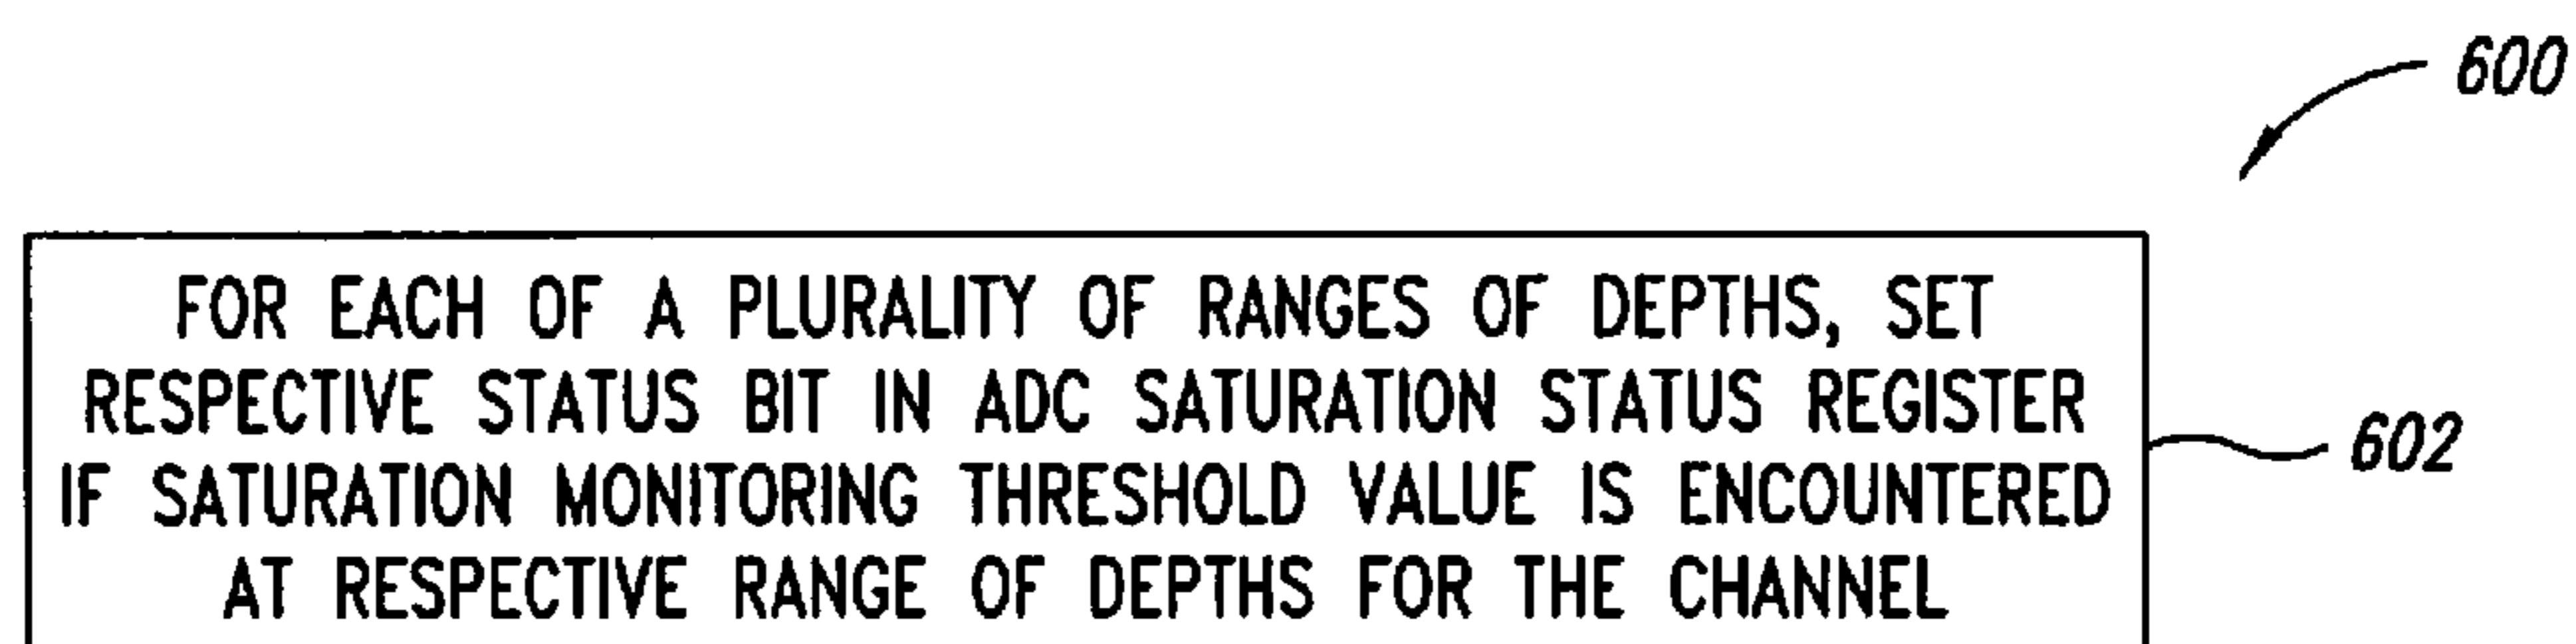 600
FOR EACH OF A PLURALITY OF RANGES OF DEPTHS, SET
RESPECTIVE STATUS BIT IN ADC SATURATION STATUS REGISTER
IF SATURATION MONITORING THRESHOLD VALUE IS ENCOUNTERED
AT RESPECTIVE RANGE OF DEPTHS FOR THE CHANNEL
602